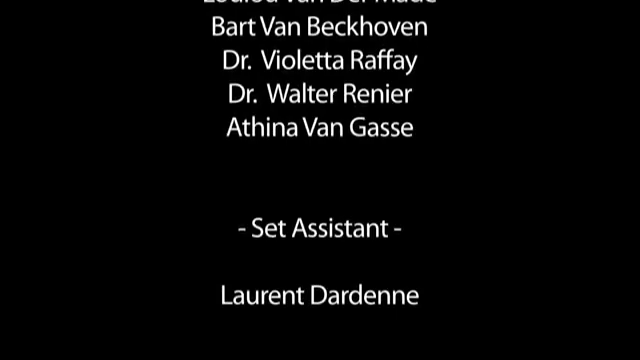 Bart Van Beckhoven
Dr. Violetta Raffay
Dr. Walter Renier
Athina Van Gasse
- Set Assistant -
Laurent Dardenne